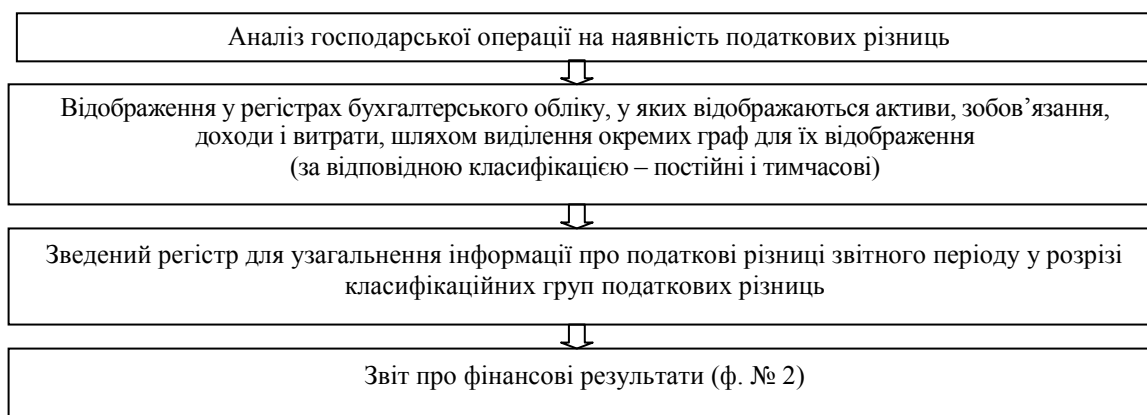 Аналіз господарської операції на наявність податкових різниць
Відображення у регістрах бухгалтерського обліку, у яких відображаються активи, зобов’язання,
доходи і витрати, шляхом виділення окремих граф для їх відображення
(за відповідною класифікацією – постійні і тимчасові)
Зведений регістр для узагальнення інформації про податкові різниці звітного періоду у розрізі
класифікаційних груп податкових різниць
Звіт про фінансові результати (ф. № 2)